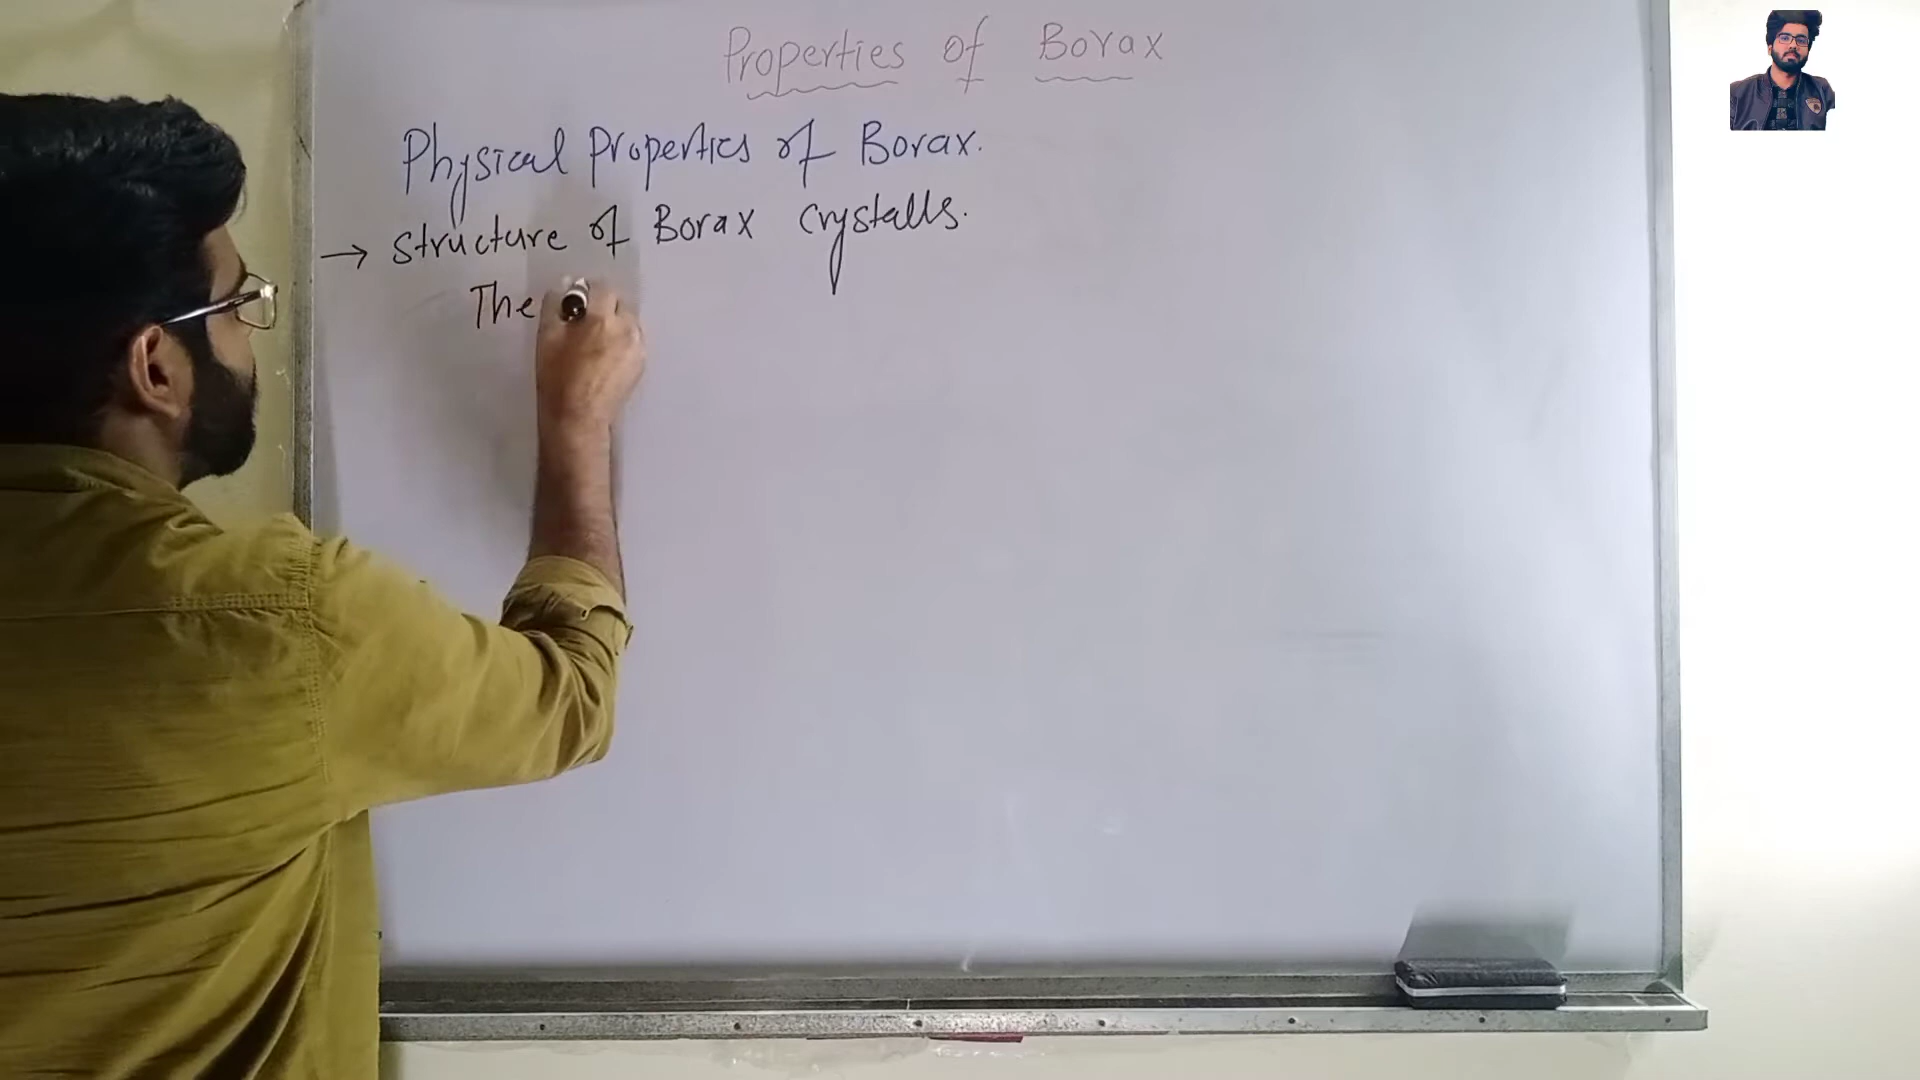 Properties of Borax
Physical Properties of Borax.
→ structure of Borax crystalls.
The